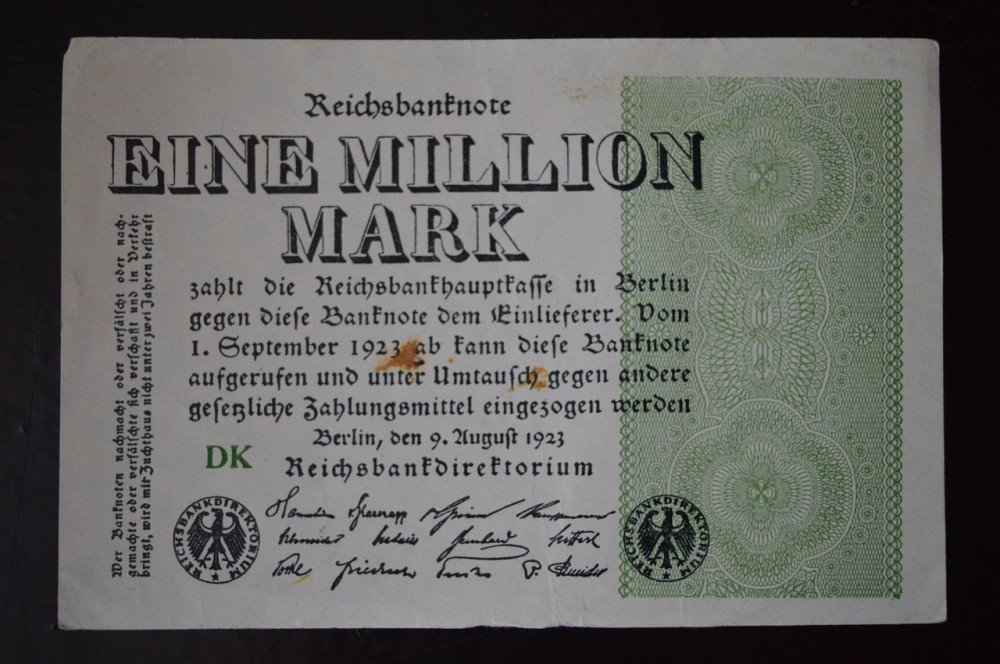 Reichsbanknote
EINE MILLION
MARK
zahlt die Reichsbankhauptkasse in Berlin
gegen diese Banknote dem Einlieferer. Vom
1. September 1923 ab kann diese Banknote
aufgerufen und unter Umtausch gegen andere
gesetzliche Zahlungsmittel eingezogen werden
Berlin, den 9. August 1923
Reichsbankdirektorium
DK
Wer Banknoten nachmacht oder verfälscht oder nach-
gemachte oder verfälschte sich verschafft und in Verkehr
bringt, wird mit Zuchthaus nicht unter zwei Jahren bestraft
REICHSBANKDIREKTORIUM
REICHSBANKDIREKTORIUM